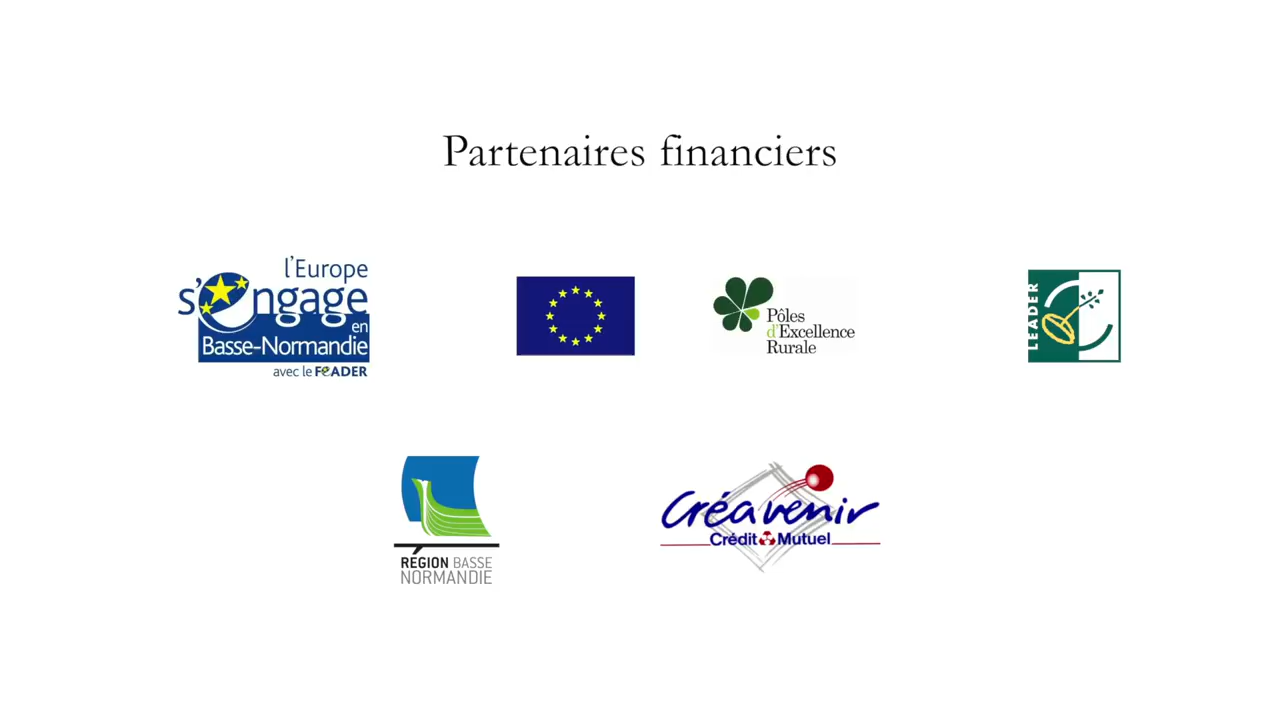 Partenaires financiers
l'Europe
s'engage
en
Basse-Normandie
avec le FEADER
Pôles
d'Excellence
Rurale
LEADER
RÉGION BASSE
NORMANDIE
Créavenir
Crédit Mutuel